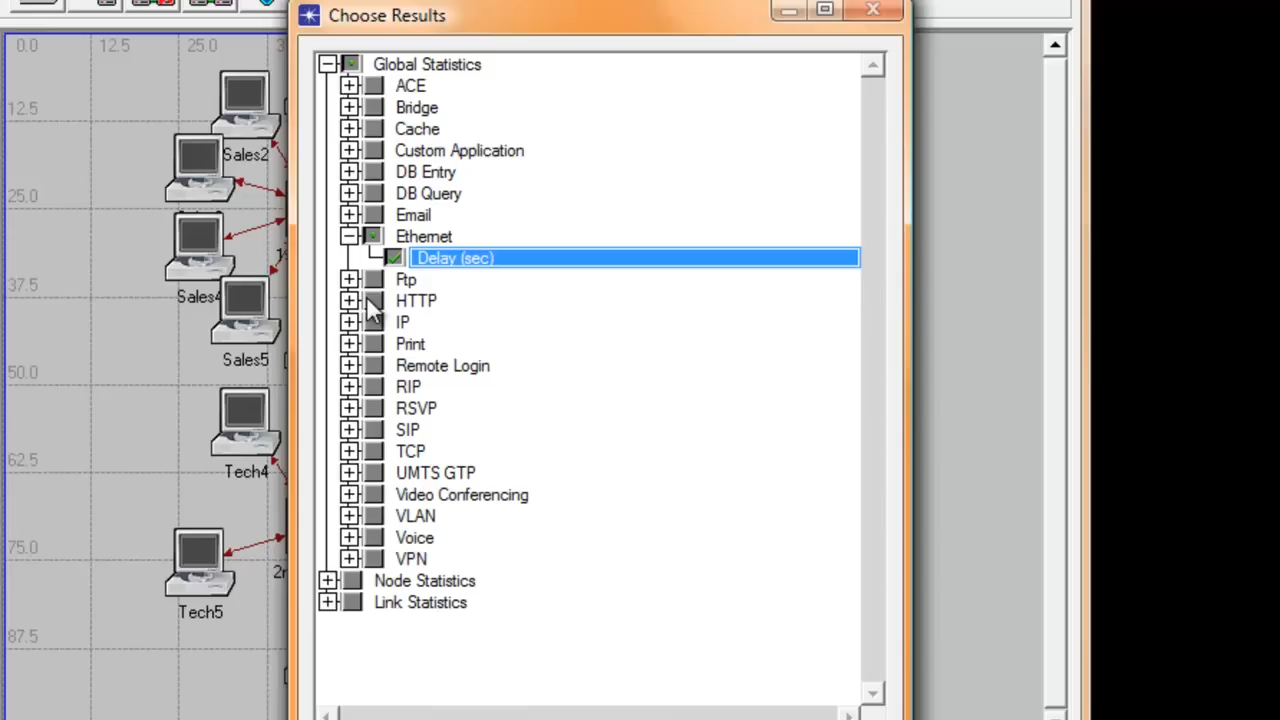 Choose Results
0.0 12.5 25.0
12.5
25.0
37.5
50.0
62.5
75.0
87.5
Sales2
Sales4
Sales5
Tech4
Tech5
Global Statistics
ACE
Bridge
Cache
Custom Application
DB Entry
DB Query
Email
Ethernet
Delay (sec)
Ftp
HTTP
IP
Print
Remote Login
RIP
RSVP
SIP
TCP
UMTS GTP
Video Conferencing
VLAN
Voice
VPN
Node Statistics
Link Statistics